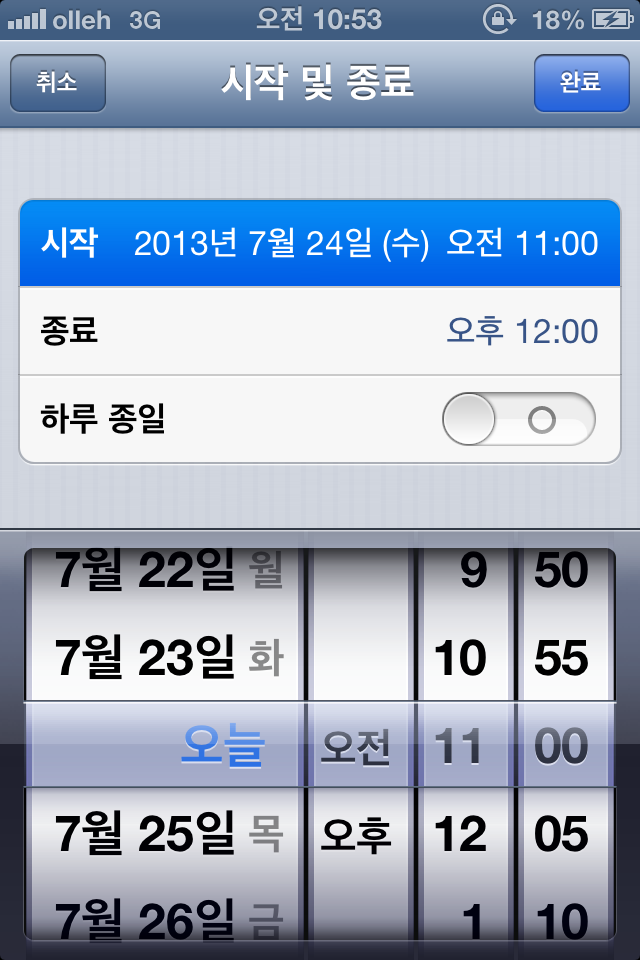 olleh 3G 오전 10:53 18%
취소 시작 및 종료 완료
시작 2013년 7월 24일 (수) 오전 11:00
종료 오후 12:00
하루 종일
7월 22일 월 9 50
7월 23일 화 10 55
오늘 오전 11 00
7월 25일 목 오후 12 05
7월 26일 금 1 10